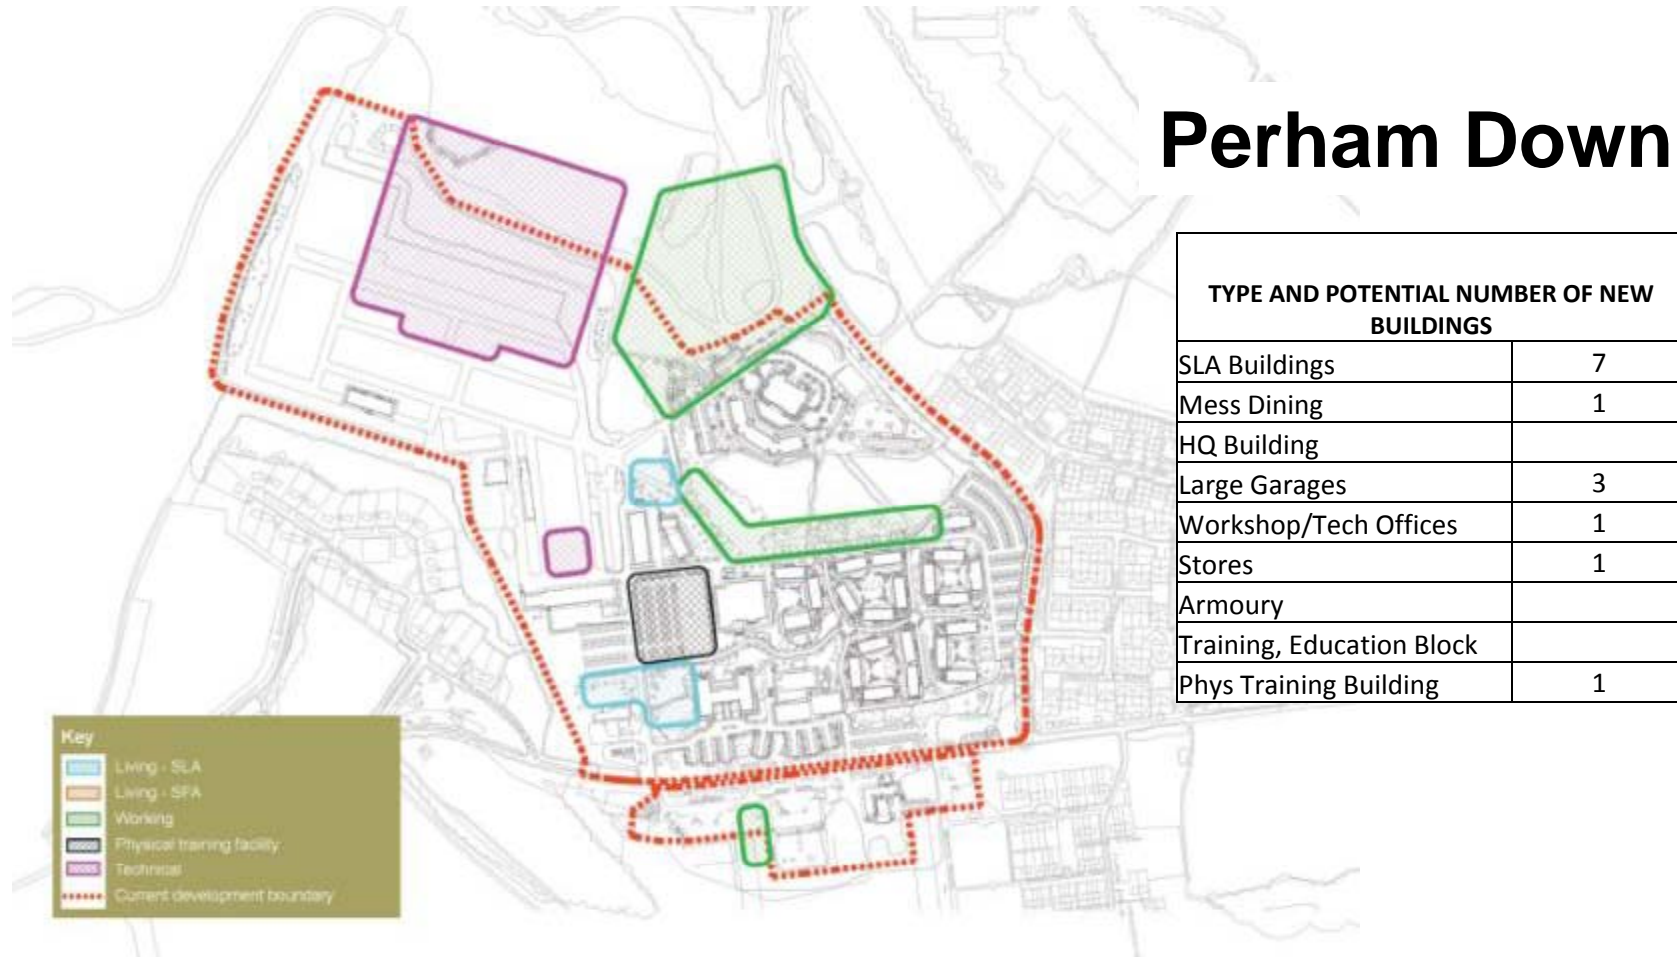 Perham Down
TYPE AND POTENTIAL NUMBER OF NEW
BUILDINGS
SLA Buildings 7
Mess Dining 1
HQ Building
Large Garages 3
Workshop/Tech Offices 1
Stores 1
Armoury
Training, Education Block
Phys Training Building 1
Key
Living - SLA
Living - SFA
Working
Physical training facility
Technical
Current development boundary